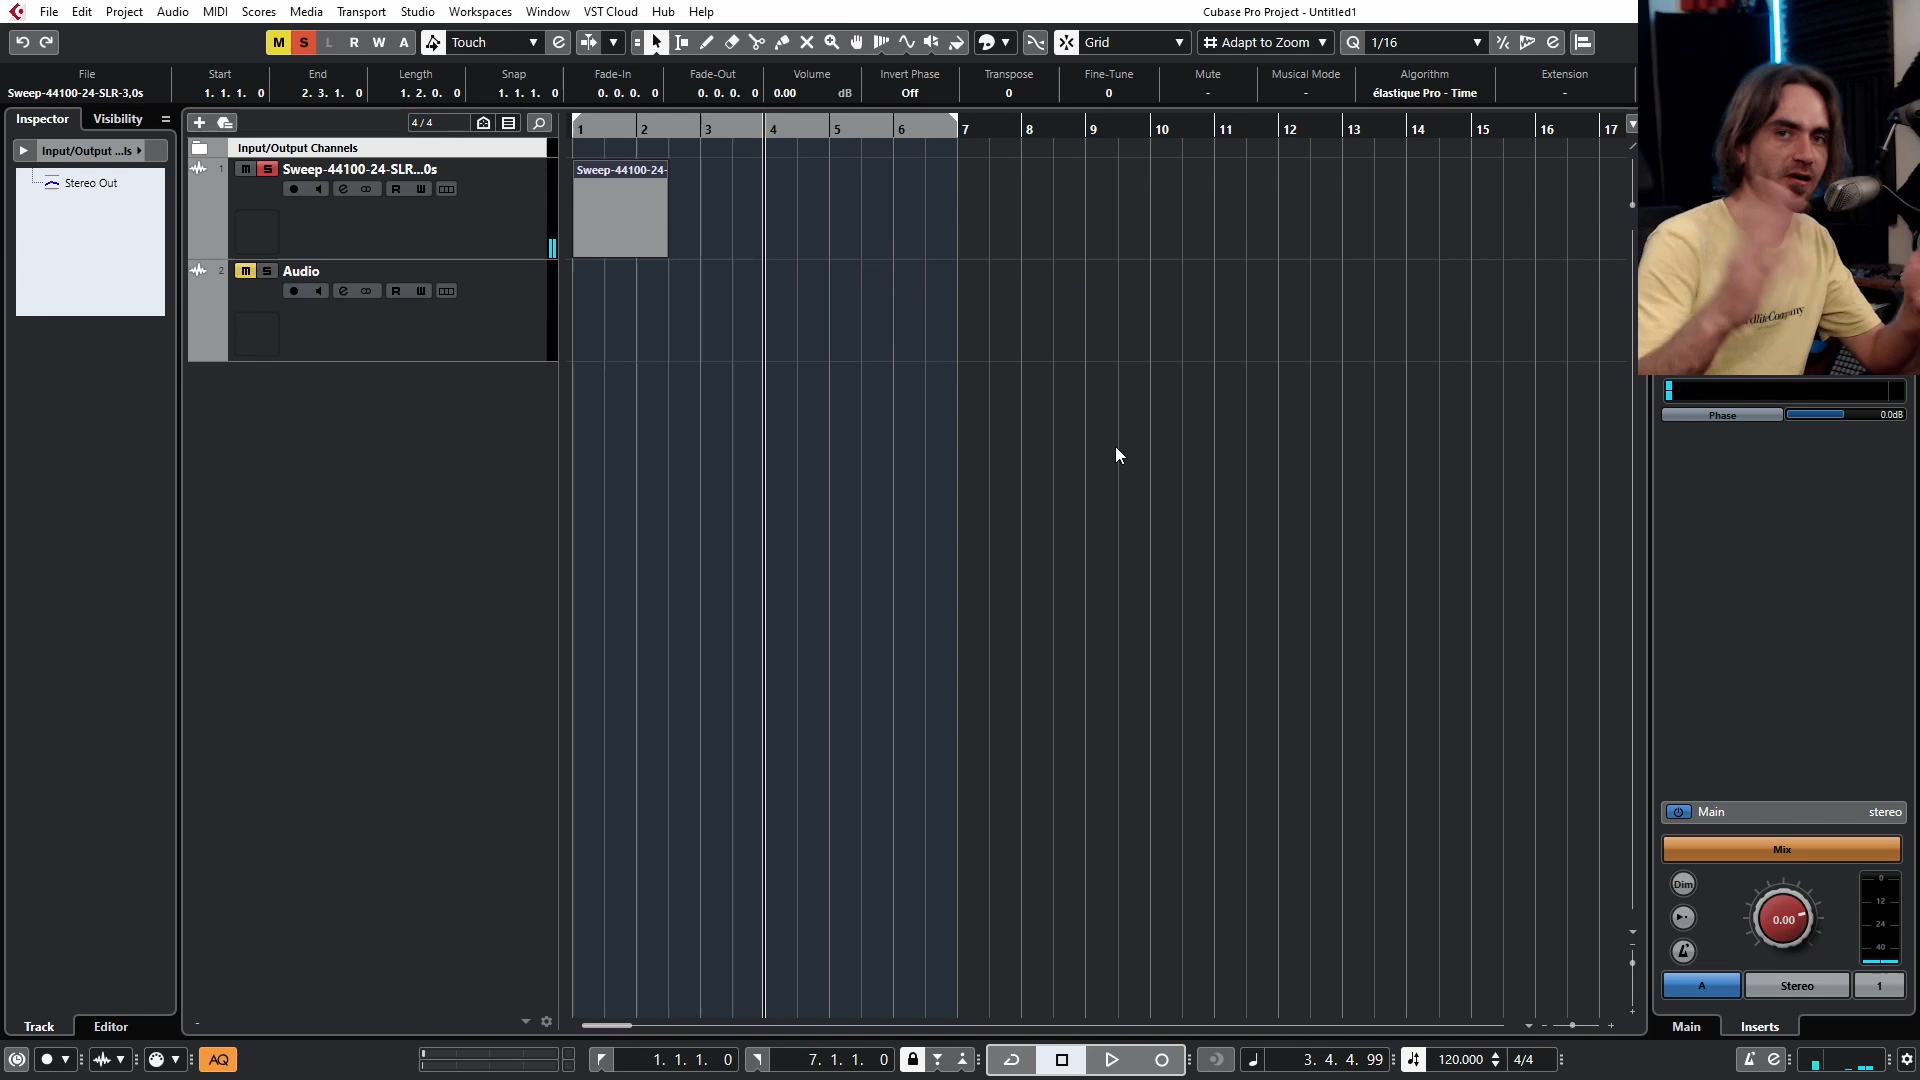 File Edit Project Audio MIDI Scores Media Transport Studio Workspaces Window VST Cloud Hub Help Cubase Pro Project - Untitled1
M S L R W A Touch Grid Adapt to Zoom 1/16
File Start End Length Snap Fade-In Fade-Out Volume Invert Phase Transpose Fine-Tune Mute Musical Mode Algorithm Extension
Sweep-44100-24-SLR-3,0s 1. 1. 1. 0 2. 3. 1. 0 1. 2. 0. 0 1. 1. 1. 0 0. 0. 0. 0 0. 0. 0. 0 0.00 dB Off 0 0 - - élastique Pro - Time -
Inspector Visibility
4 / 4
1 2 3 4 5 6 7 8 9 10 11 12 13 14 15 16 17
Input/Output ...ls
Input/Output Channels
Stereo Out
1 m S Sweep-44100-24-SLR...0s
R W
Sweep-44100-24-
2 m S Audio
R W
Phase 0.0dB
Main stereo
Mix
Dim
0.00
0
12
24
40
A Stereo 1
Track Editor
-
Main Inserts
AQ 1. 1. 1. 0 7. 1. 1. 0 3. 4. 4. 99 120.000 4/4